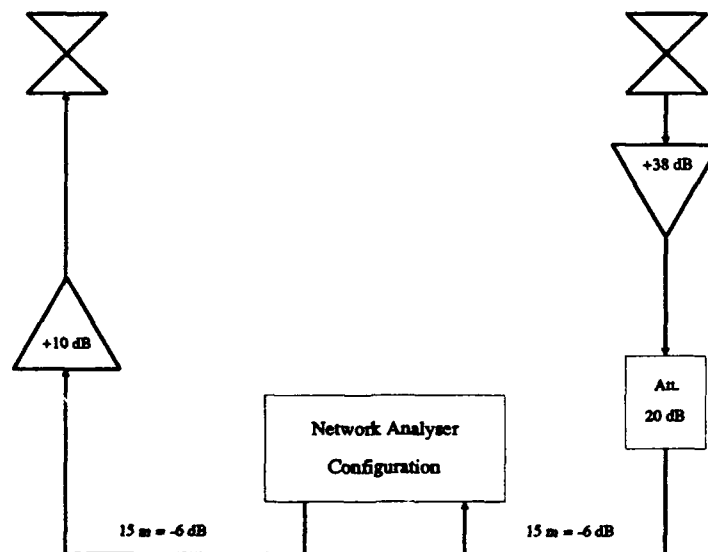 +38 dB
+10 dB
Att.
20 dB
Network Analyser
Configuration
15 m = -6 dB
15 m = -6 dB